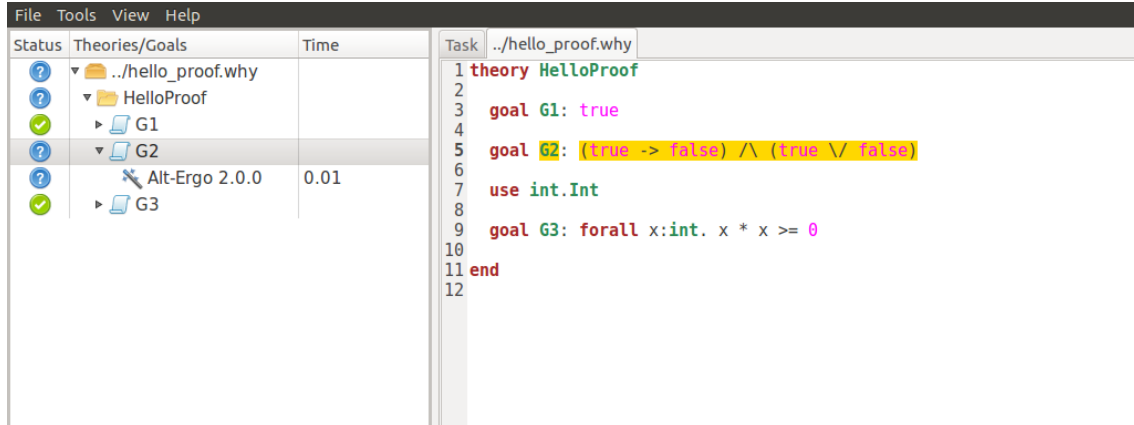 File Tools View Help
Status Theories/Goals Time
../hello_proof.why
HelloProof
G1
G2
Alt-Ergo 2.0.0 0.01
G3
Task ../hello_proof.why
1 theory HelloProof
2
3 goal G1: true
4
5 goal G2: (true -> false) /\ (true \/ false)
6
7 use int.Int
8
9 goal G3: forall x:int. x * x >= 0
10
11 end
12